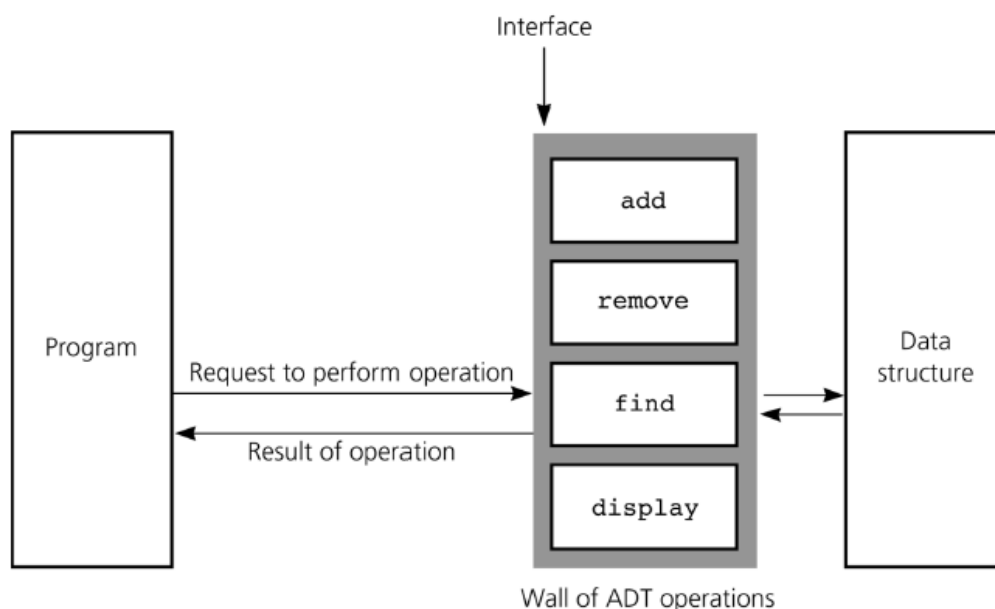 Interface
add
remove
Program
Request to perform operation
find
Result of operation
display
Data
structure
Wall of ADT operations